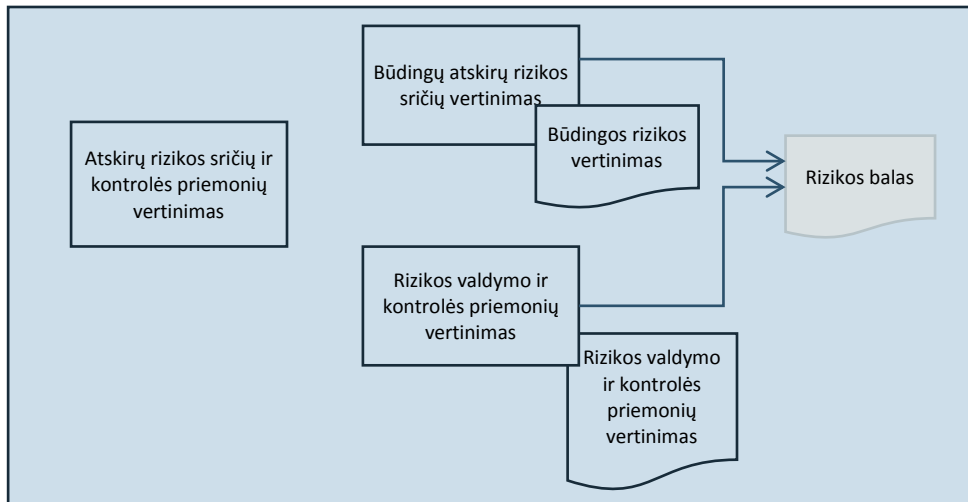 Atskirų rizikos sričių ir
kontrolės priemonių
vertinimas
Būdingų atskirų rizikos
sričių vertinimas
Būdingos rizikos
vertinimas
Rizikos valdymo ir
kontrolės priemonių
vertinimas
Rizikos valdymo
ir kontrolės
priemonių
vertinimas
Rizikos balas